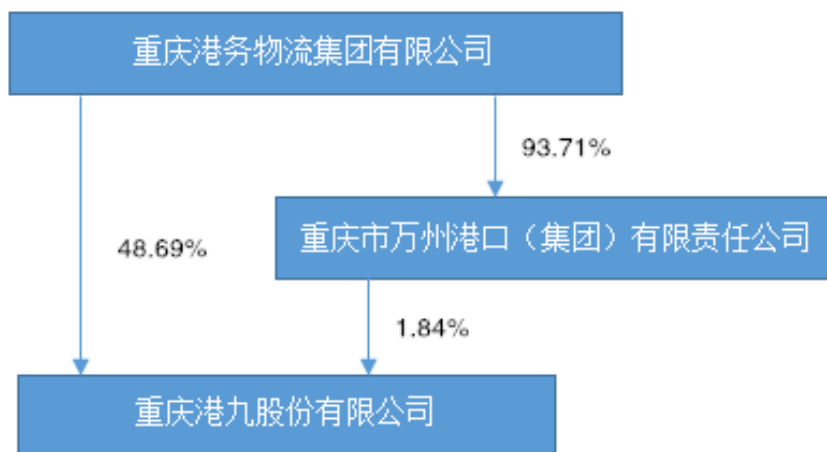 重庆港务物流集团有限公司
93.71%
重庆市万州港口（集团）有限责任公司
48.69%
1.84%
重庆港九股份有限公司